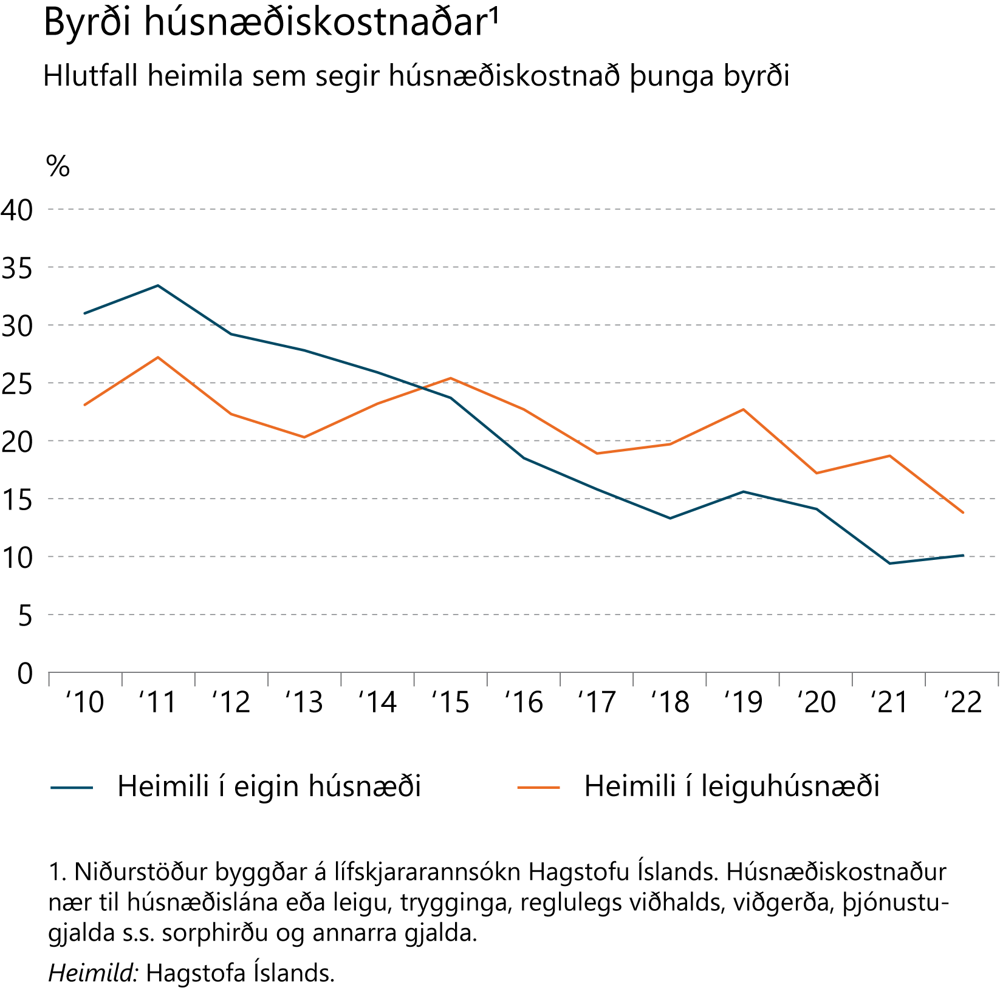 Byrði húsnæðiskostnaðar¹
Hlutfall heimila sem segir húsnæðiskostnað þunga byrði
%
40
35
30
25
20
15
10
5
0
‘10 ‘11 ‘12 ‘13 ‘14 ‘15 ‘16 ‘17 ‘18 ‘19 ‘20 ‘21 ‘22
Heimili í eigin húsnæði Heimili í leiguhúsnæði
1. Niðurstöður byggðar á lífskjararannsókn Hagstofu Íslands. Húsnæðiskostnaður
nær til húsnæðislána eða leigu, trygginga, reglulegs viðhalds, viðgerða, þjónustu-
gjalda s.s. sorphirðu og annarra gjalda.
Heimild: Hagstofa Íslands.